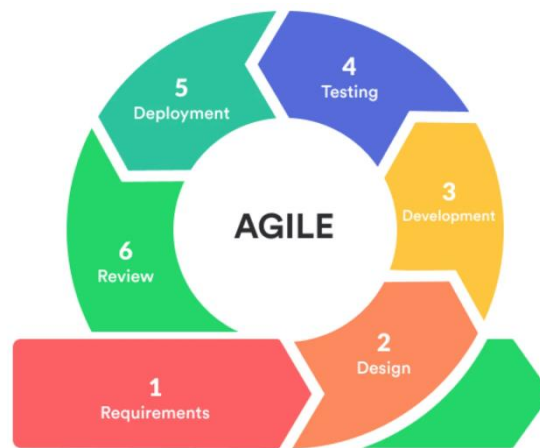 AGILE
1
Requirements
2
Design
3
Development
4
Testing
5
Deployment
6
Review